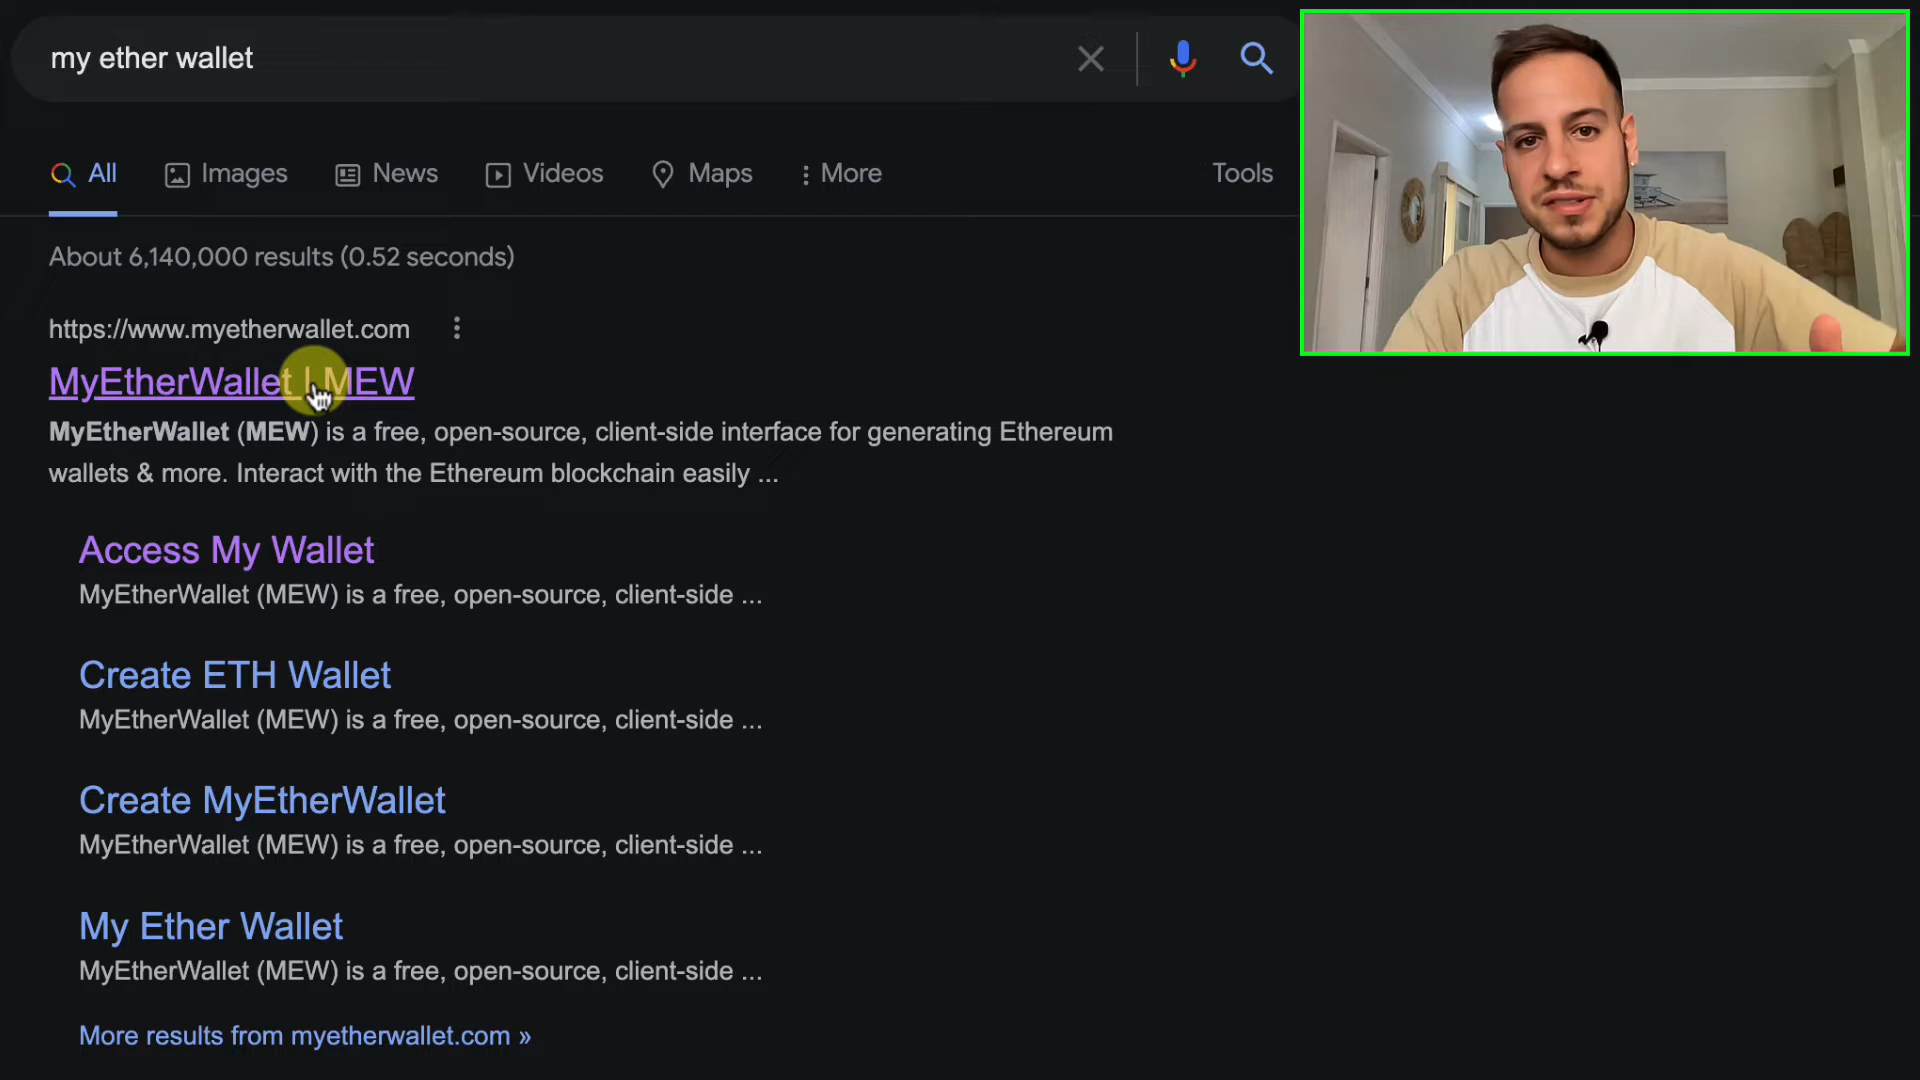 my ether wallet
All Images News Videos Maps More Tools
About 6,140,000 results (0.52 seconds)
https://www.myetherwallet.com
MyEtherWallet | MEW
MyEtherWallet (MEW) is a free, open-source, client-side interface for generating Ethereum
wallets & more. Interact with the Ethereum blockchain easily ...
Access My Wallet
MyEtherWallet (MEW) is a free, open-source, client-side ...
Create ETH Wallet
MyEtherWallet (MEW) is a free, open-source, client-side ...
Create MyEtherWallet
MyEtherWallet (MEW) is a free, open-source, client-side ...
My Ether Wallet
MyEtherWallet (MEW) is a free, open-source, client-side ...
More results from myetherwallet.com »